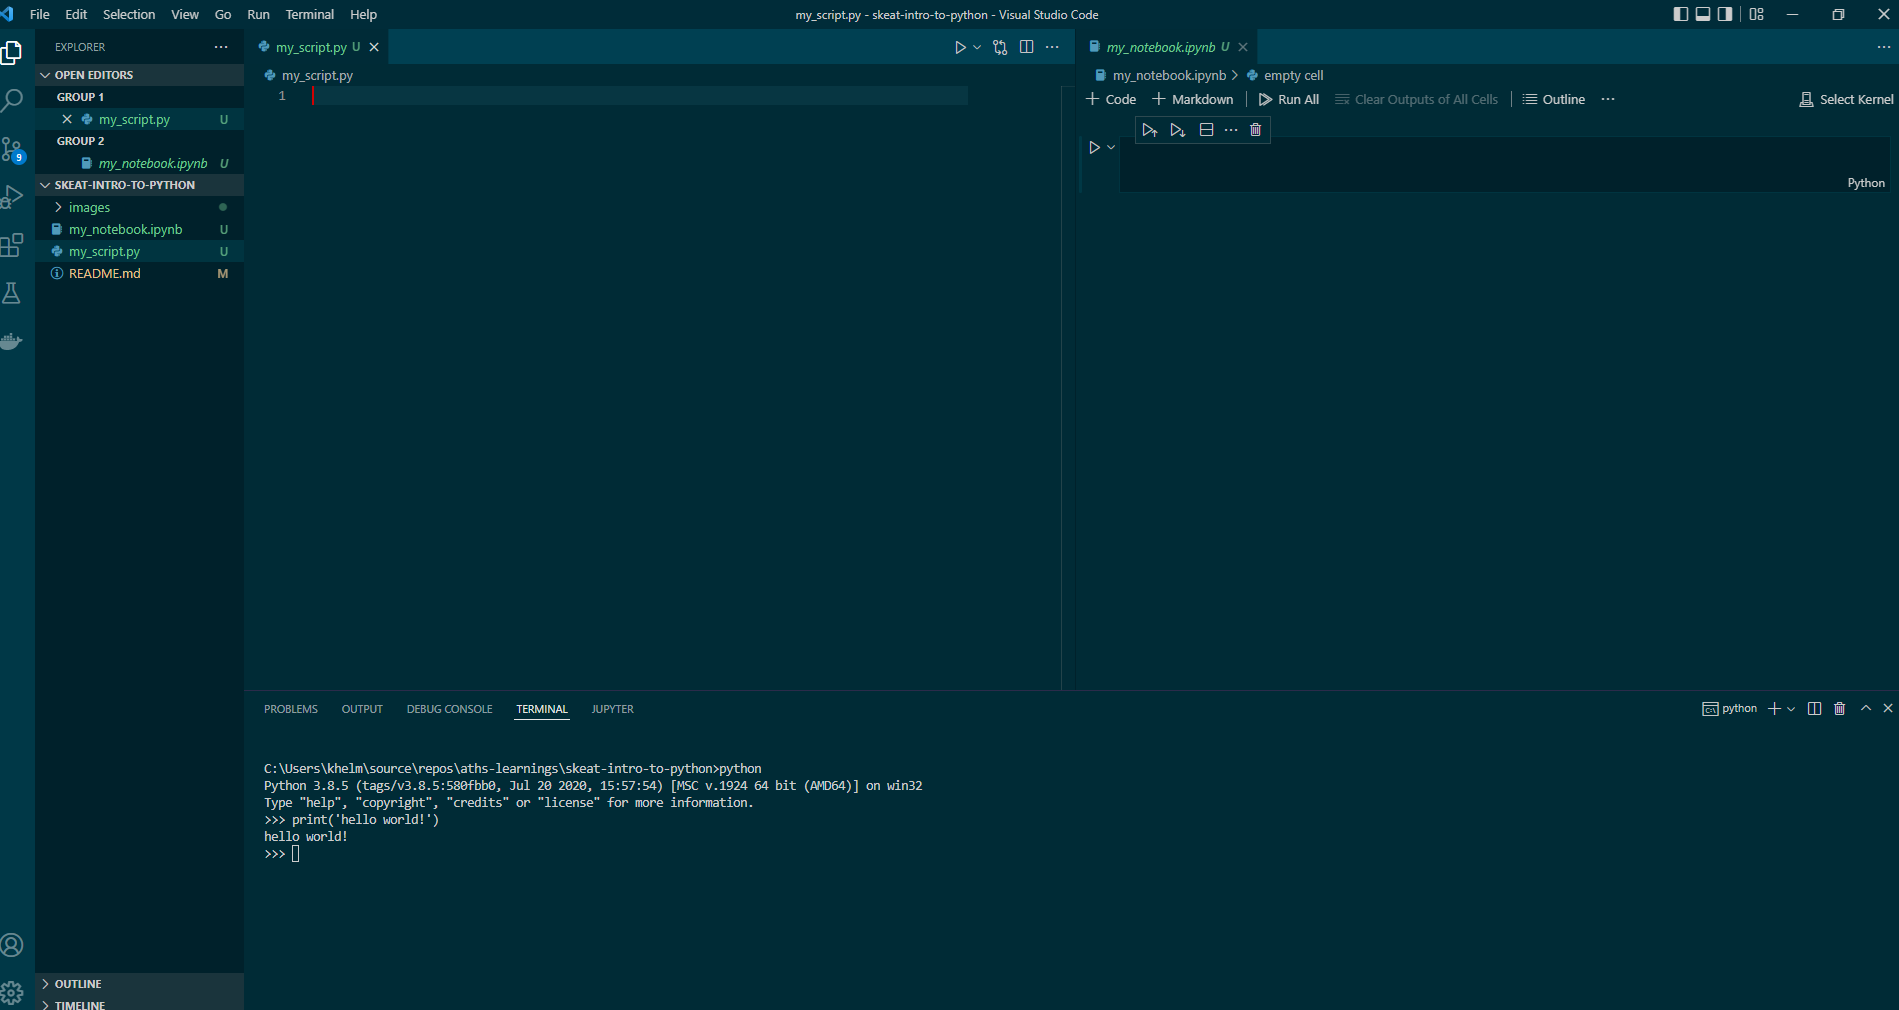 File Edit Selection View Go Run Terminal Help
my_script.py - skeat-intro-to-python - Visual Studio Code
EXPLORER
OPEN EDITORS
GROUP 1
my_script.py U
GROUP 2
my_notebook.ipynb U
SKEAT-INTRO-TO-PYTHON
images
my_notebook.ipynb U
my_script.py U
README.md M
9
OUTLINE
TIMELINE
my_script.py U
my_script.py
1
my_notebook.ipynb U
my_notebook.ipynb > empty cell
Code Markdown Run All Clear Outputs of All Cells Outline Select Kernel
Python
PROBLEMS OUTPUT DEBUG CONSOLE TERMINAL JUPYTER
python
C:\Users\khelm\source\repos\aths-learnings\skeat-intro-to-python>python
Python 3.8.5 (tags/v3.8.5:580fbb0, Jul 20 2020, 15:57:54) [MSC v.1924 64 bit (AMD64)] on win32
Type "help", "copyright", "credits" or "license" for more information.
>>> print('hello world!')
hello world!
>>>